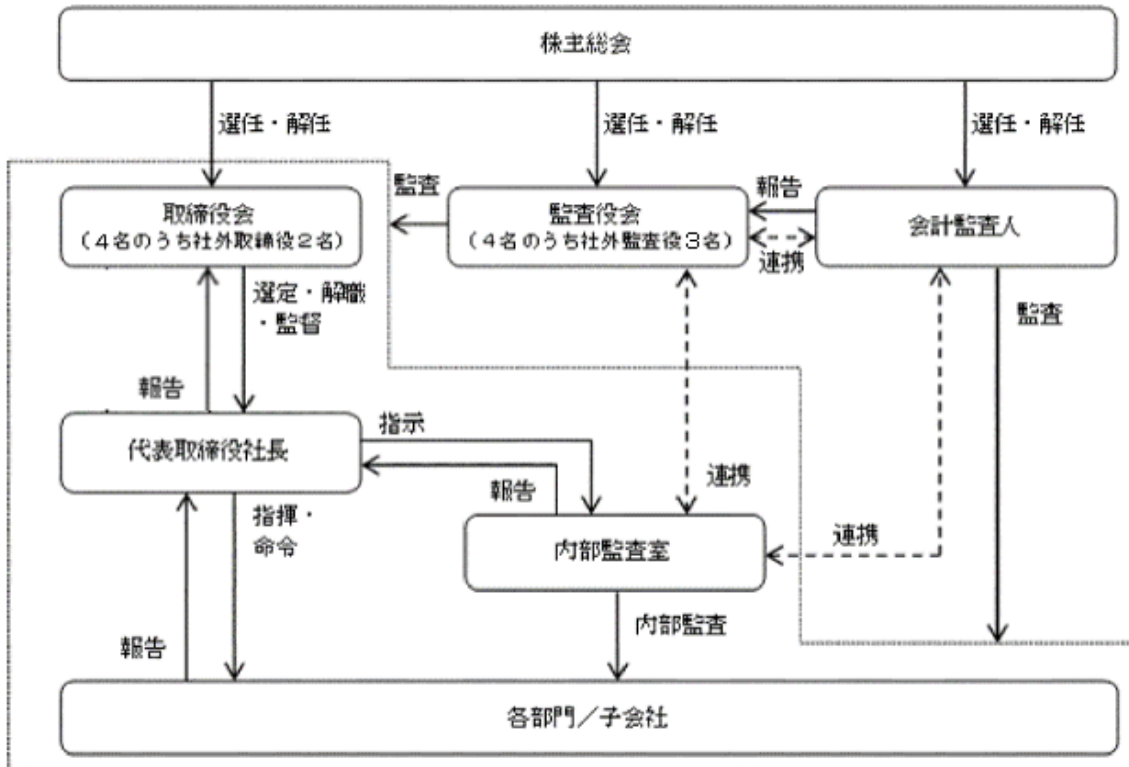 株主総会
選任・解任
選任・解任
選任・解任
取締役会
（４名のうち社外取締役２名）
監査
監査役会
（４名のうち社外監査役３名）
報告
連携
会計監査人
選定・解職
・監督
監査
報告
代表取締役社長
指示
報告
連携
指揮・
命令
内部監査室
連携
内部監査
報告
各部門／子会社